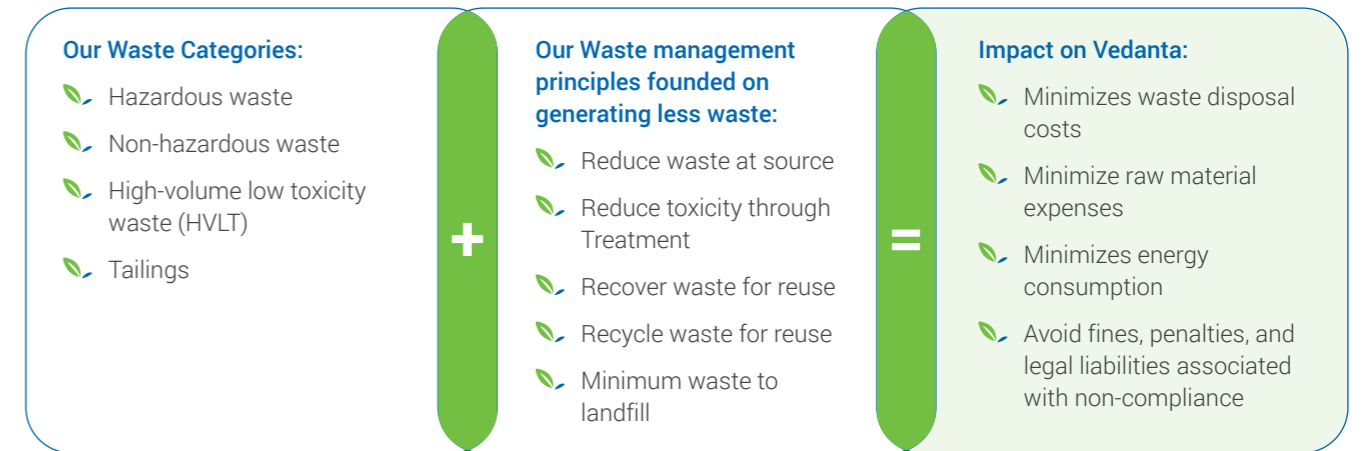 Our Waste Categories:
Hazardous waste
Non-hazardous waste
High-volume low toxicity
waste (HVLT)
Tailings
+
Our Waste management
principles founded on
generating less waste:
Reduce waste at source
Reduce toxicity through
Treatment
Recover waste for reuse
Recycle waste for reuse
Minimum waste to
landfill
=
Impact on Vedanta:
Minimizes waste disposal
costs
Minimize raw material
expenses
Minimizes energy
consumption
Avoid fines, penalties, and
legal liabilities associated
with non-compliance